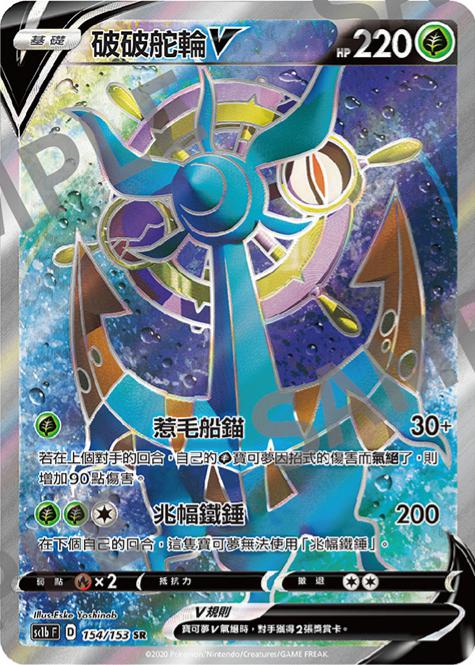 基礎 破破舵輪V HP220
惹毛船錨 30+
若在上個對手的回合，自己的寶可夢因招式的傷害而氣絕了，則
增加90點傷害。
兆幅鐵錘 200
在下個自己的回合，這隻寶可夢無法使用「兆幅鐵錘」。
弱點 ×2 抵抗力 撤退
Illus. Eske Yoshinob
V規則
sc1b F D 154/153 SR
寶可夢V氣絕時，對手獲得2張獎賞卡。
©2020 Pokémon/Nintendo/Creatures/GAME FREAK.